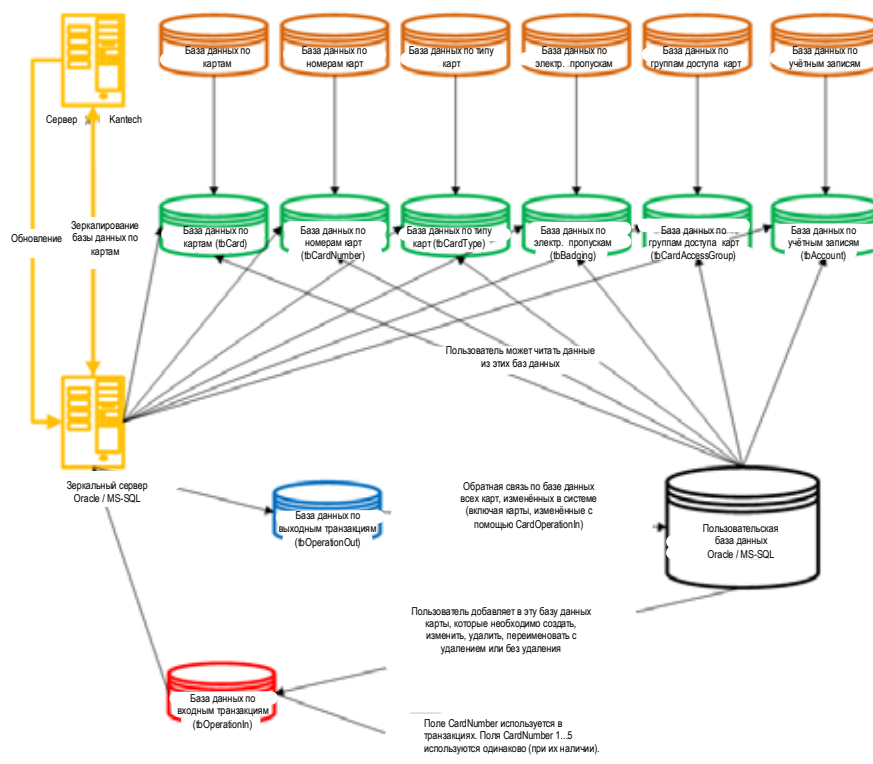 База данных по
картам
База данных по
номерам карт
База данных по типу
карт
База данных по
электр. пропускам
База данных по
группам доступа карт
База данных по
учётным записям
Сервер Kantech
Обновление
Зеркалирование
базы данных по
картам
База данных по
картам (tbCard)
База данных по
номерам карт
(tbCardNumber)
База данных по типу
карт (tbCardType)
База данных по
электр. пропускам
(tbBadging)
База данных по
группам доступа карт
(tbCardAccessGroup)
База данных по
учётным записям
(tbAccount)
Пользователь может читать данные
из этих баз данных
Зеркальный сервер
Oracle / MS-SQL
База данных по
выходным транзакциям
(tbOperationOut)
Обратная связь по базе данных
всех карт, изменённых в системе
(включая карты, изменённые с
помощью CardOperationIn)
Пользовательская
база данных
Oracle / MS-SQL
Пользователь добавляет в эту базу данных
карты, которые необходимо создать,
изменить, удалить, переименовать с
удалением или без удаления
База данных по
входным транзакциям
(tbOperationIn)
Поле CardNumber используется в
транзакциях. Поля CardNumber 1...5
используются одинаково (при их наличии).